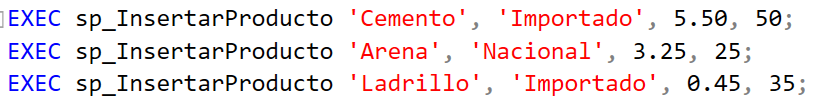 EXEC sp_InsertarProducto 'Cemento', 'Importado', 5.50, 50;
EXEC sp_InsertarProducto 'Arena', 'Nacional', 3.25, 25;
EXEC sp_InsertarProducto 'Ladrillo', 'Importado', 0.45, 35;